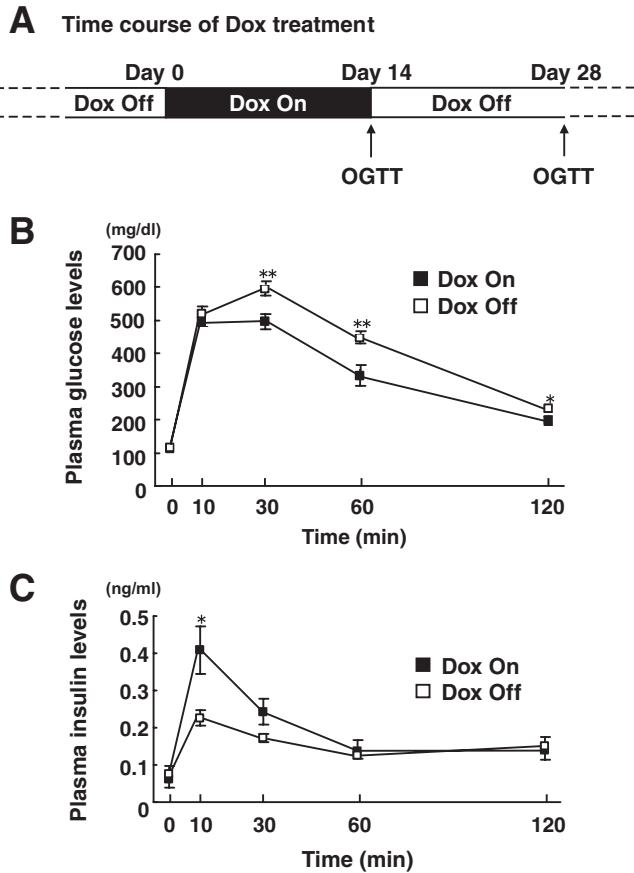 A Time course of Dox treatment
Day 0 Day 14 Day 28
Dox Off Dox On Dox Off
OGTT OGTT
B
(mg/dl)
Plasma glucose levels
700
600
500
400
300
200
100
0
** ** *
Dox On
Dox Off
0 10 30 60 120
Time (min)
C
(ng/ml)
Plasma insulin levels
0.5
0.4
0.3
0.2
0.1
0
*
Dox On
Dox Off
0 10 30 60 120
Time (min)